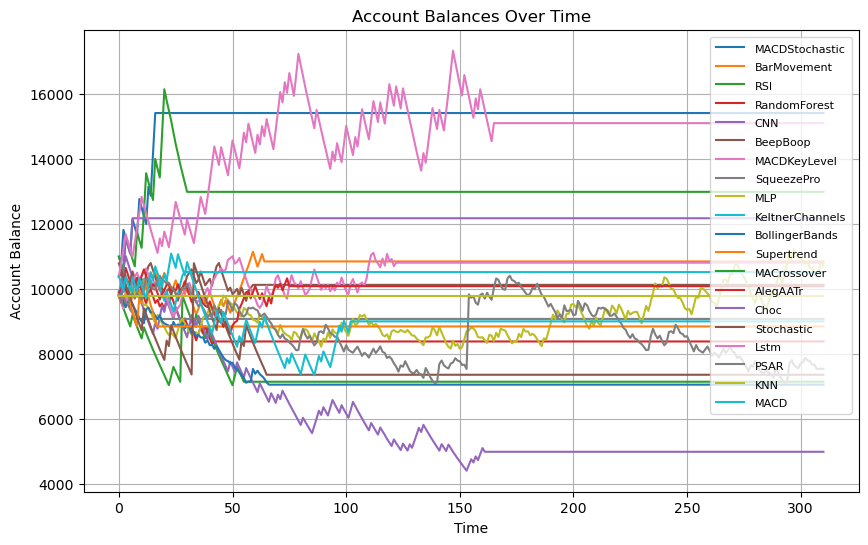 Account Balances Over Time
Account Balance
16000
14000
12000
10000
8000
6000
4000
0
50
100
150
200
250
300
Time
MACDStochastic
BarMovement
RSI
RandomForest
CNN
BeepBoop
MACDKeyLevel
SqueezePro
MLP
KeltnerChannels
BollingerBands
Supertrend
MACrossover
AlegAATr
Choc
Stochastic
Lstm
PSAR
KNN
MACD